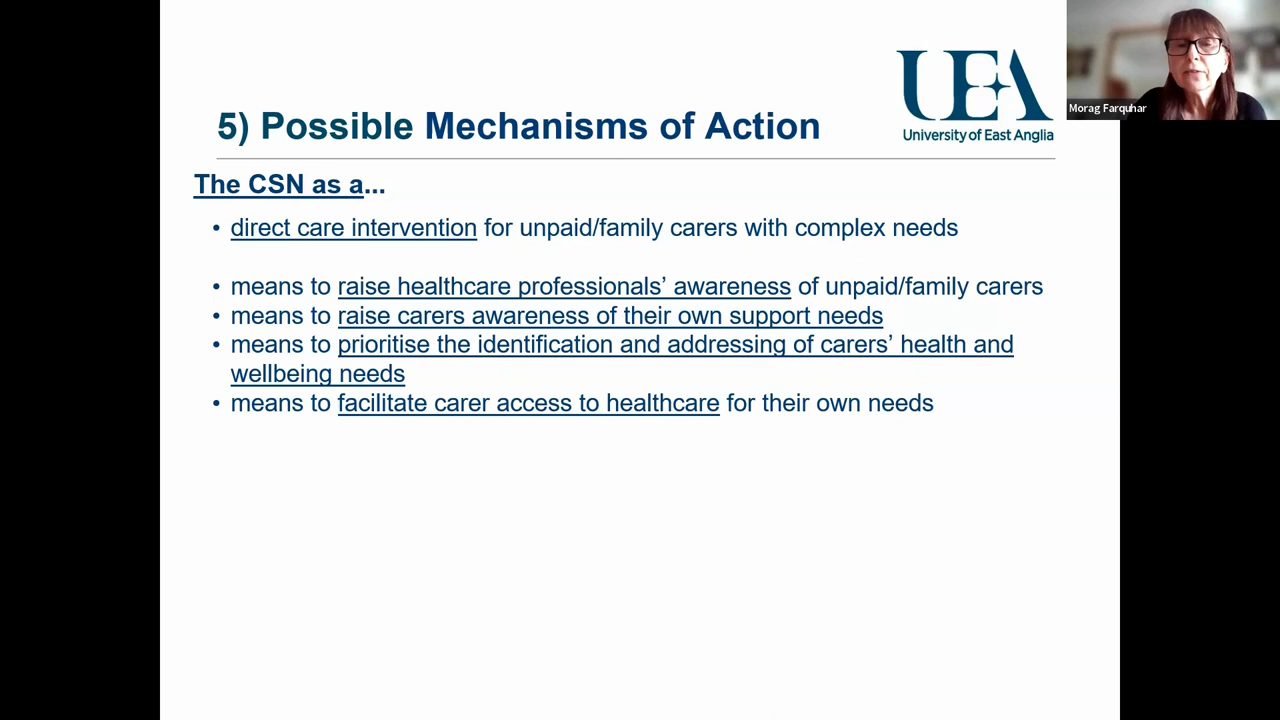 5) Possible Mechanisms of Action
UEA
University of East Anglia
Morag Farquhar
The CSN as a...
• direct care intervention for unpaid/family carers with complex needs
• means to raise healthcare professionals’ awareness of unpaid/family carers
• means to raise carers awareness of their own support needs
• means to prioritise the identification and addressing of carers’ health and
wellbeing needs
• means to facilitate carer access to healthcare for their own needs